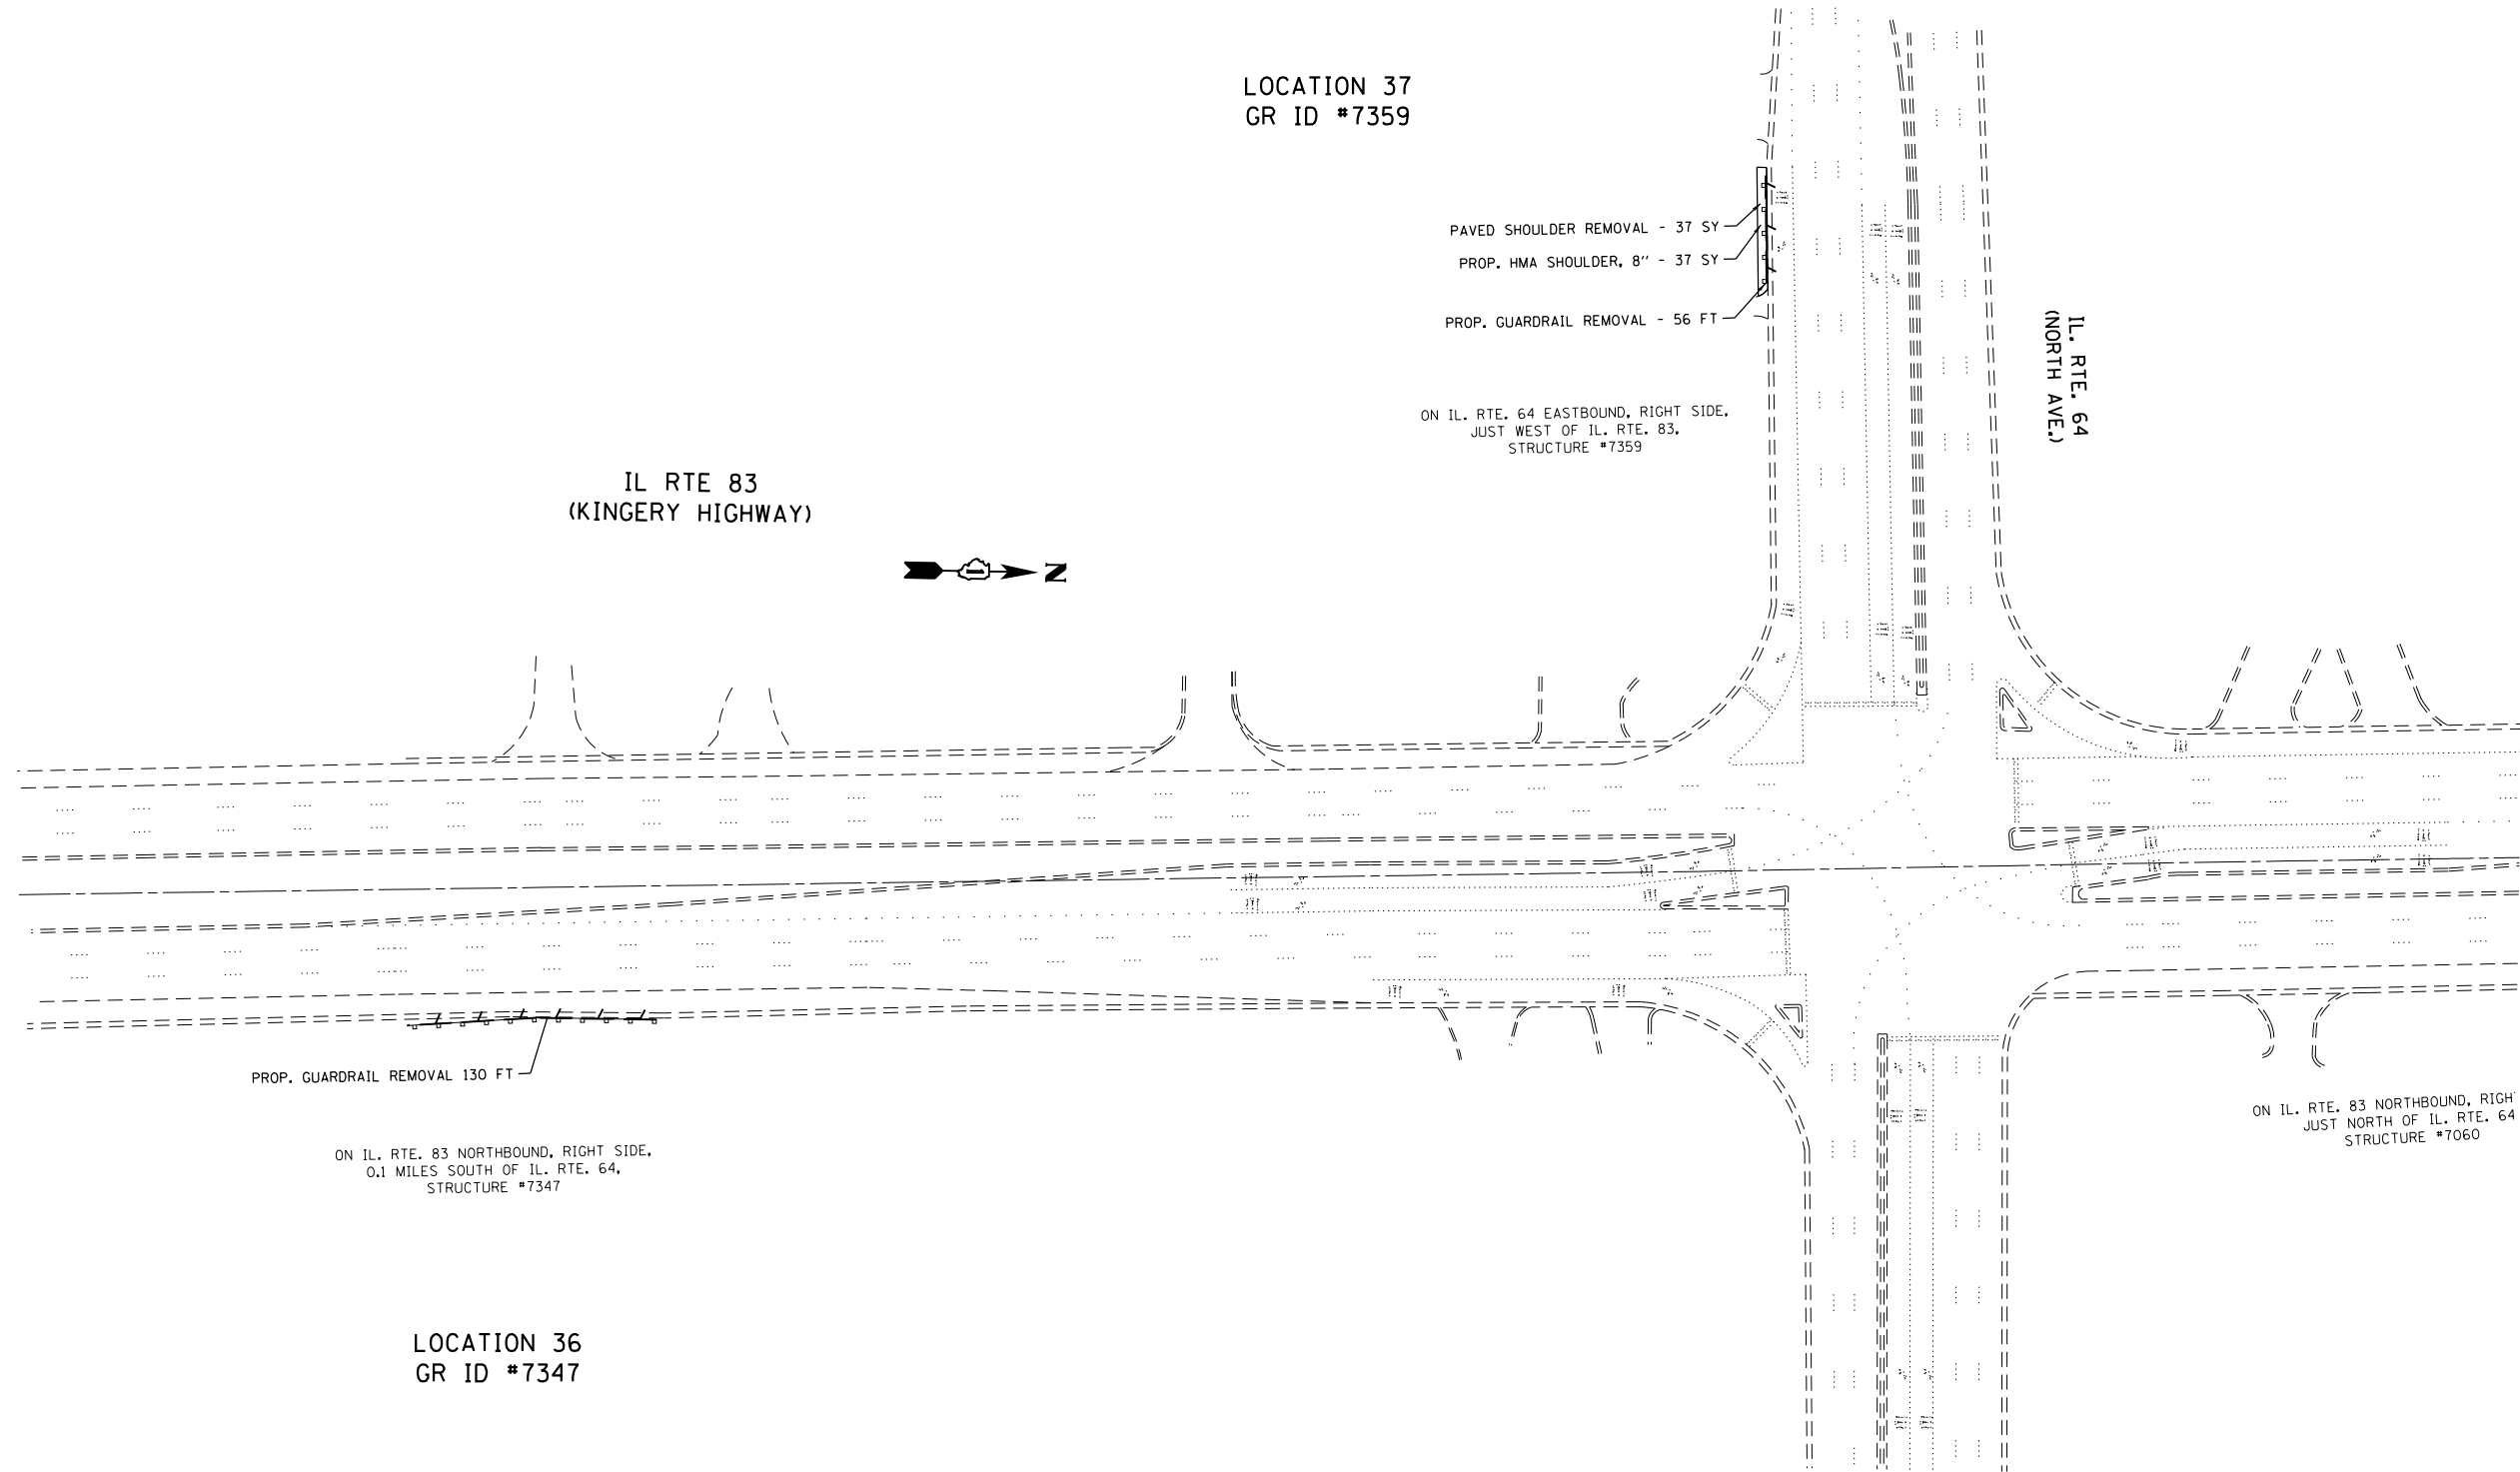 LOCATION 37
GR ID #7359
PAVED SHOULDER REMOVAL - 37 SY
PROP. HMA SHOULDER, 8" - 37 SY
PROP. GUARDRAIL REMOVAL - 56 FT
IL. RTE. 64
(NORTH AVE.)
ON IL. RTE. 64 EASTBOUND, RIGHT SIDE,
JUST WEST OF IL. RTE. 83,
STRUCTURE #7359
IL RTE 83
(KINGERY HIGHWAY)
N
PROP. GUARDRAIL REMOVAL 130 FT
ON IL. RTE. 83 NORTHBOUND, RIGHT SIDE,
0.1 MILES SOUTH OF IL. RTE. 64,
STRUCTURE #7347
ON IL. RTE. 83 NORTHBOUND, RIGH
JUST NORTH OF IL. RTE. 64
STRUCTURE #7060
LOCATION 36
GR ID #7347